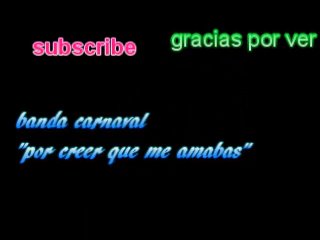 subscribe
gracias por ver
banda carnaval
"por creer que me amabas"